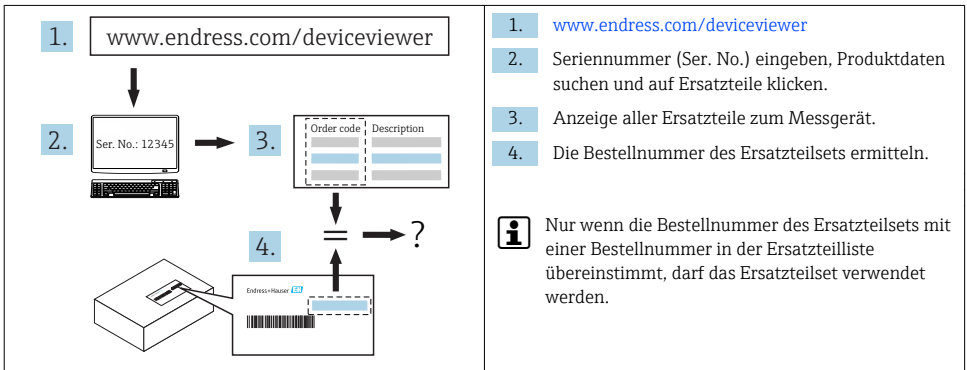 1.
www.endress.com/deviceviewer
2.
Ser. No.: 12345
3.
Order code
Description
4.
=
?
Endress+Hauser EH
1.
www.endress.com/deviceviewer
2.
Seriennummer (Ser. No.) eingeben, Produktdaten
suchen und auf Ersatzteile klicken.
3.
Anzeige aller Ersatzteile zum Messgerät.
4.
Die Bestellnummer des Ersatzteilsets ermitteln.
i
Nur wenn die Bestellnummer des Ersatzteilsets mit
einer Bestellnummer in der Ersatzteilliste
übereinstimmt, darf das Ersatzteilset verwendet
werden.